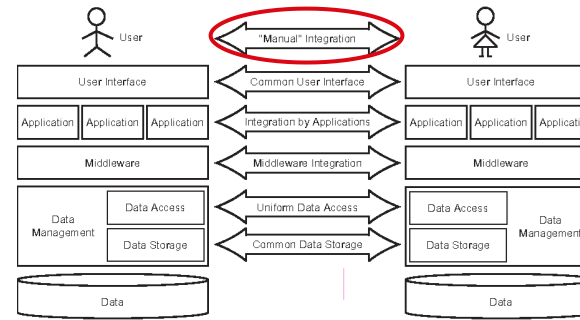 User "Manual" Integration User
User Interface Common User Interface User Interface
Application Application Application Integration by Applications Application Application Applicati
Middleware Middleware Integration Middleware
Data Access Uniform Data Access Data Access
Data Management Data Management
Data Storage Common Data Storage Data Storage
Data Data